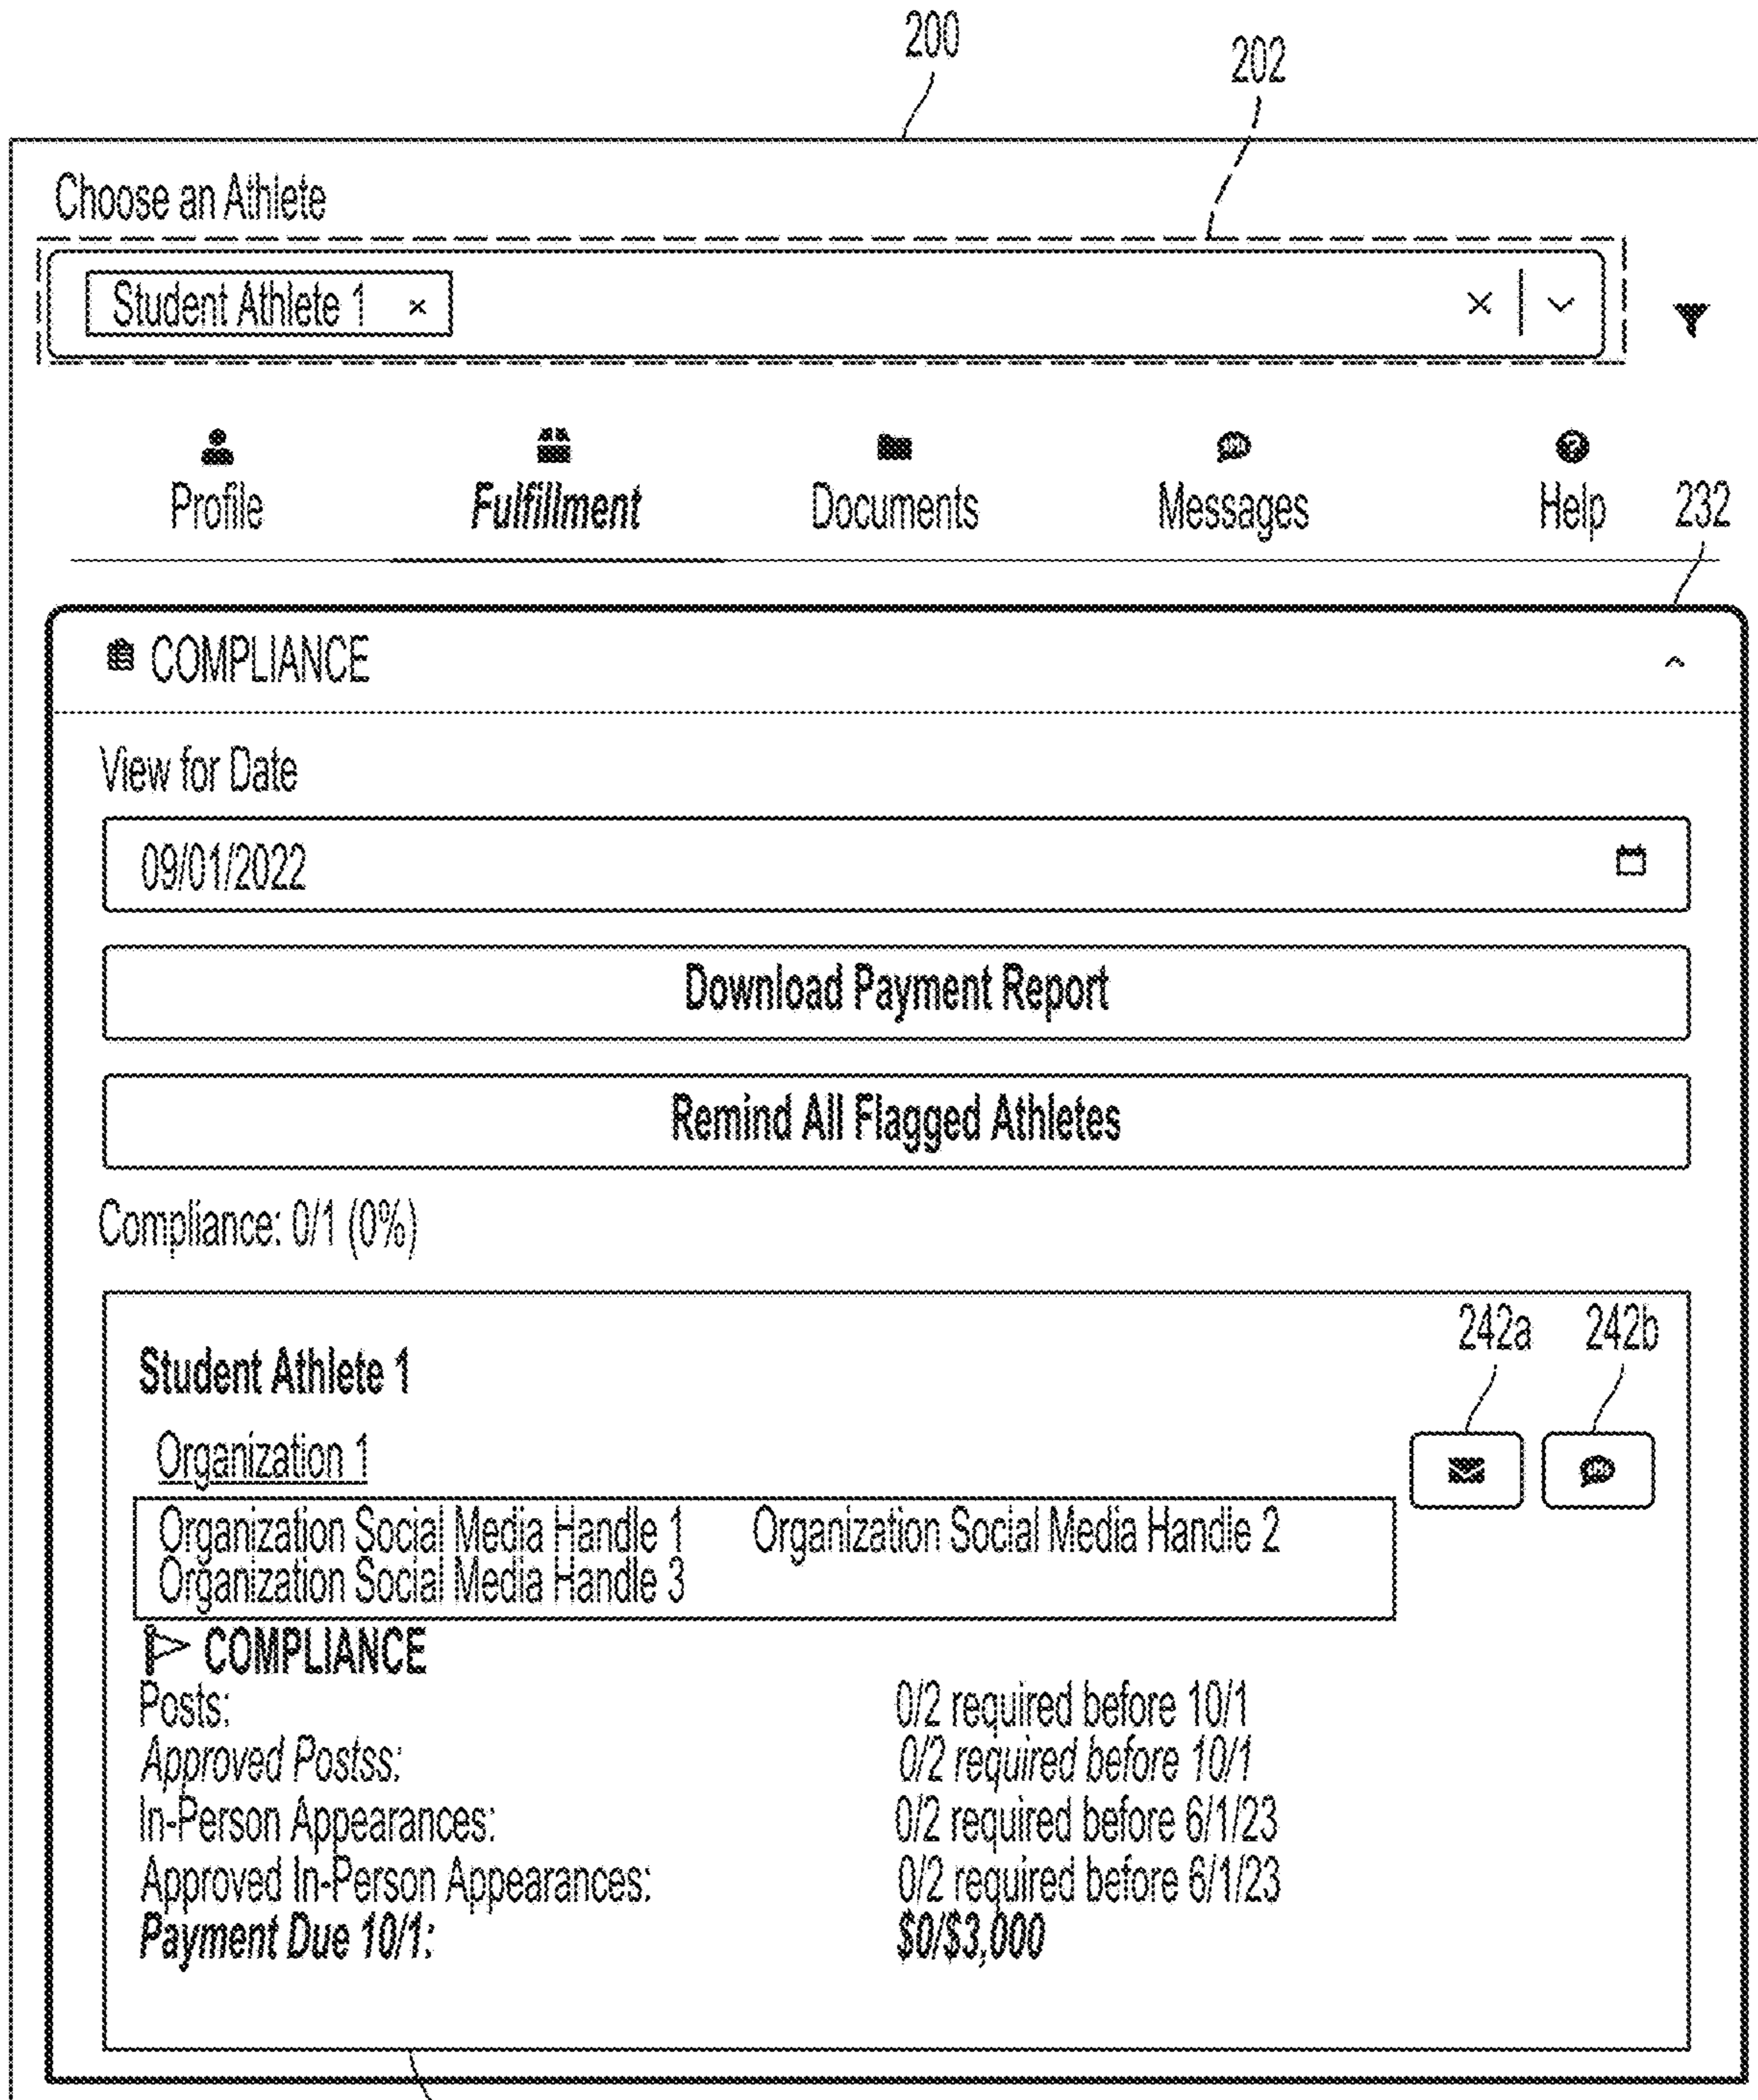 200
202
Choose an Athlete
Student Athlete 1 ×
Profile Fulfillment Documents Messages Help 232
COMPLIANCE
View for Date
09/01/2022
Download Payment Report
Remind All Flagged Athletes
Compliance: 0/1 (0%)
242a 242b
Student Athlete 1
Organization 1
Organization Social Media Handle 1 Organization Social Media Handle 2
Organization Social Media Handle 3
COMPLIANCE
Posts: 0/2 required before 10/1
Approved Postss: 0/2 required before 10/1
In-Person Appearances: 0/2 required before 6/1/23
Approved In-Person Appearances: 0/2 required before 6/1/23
Payment Due 10/1: $0/$3,000